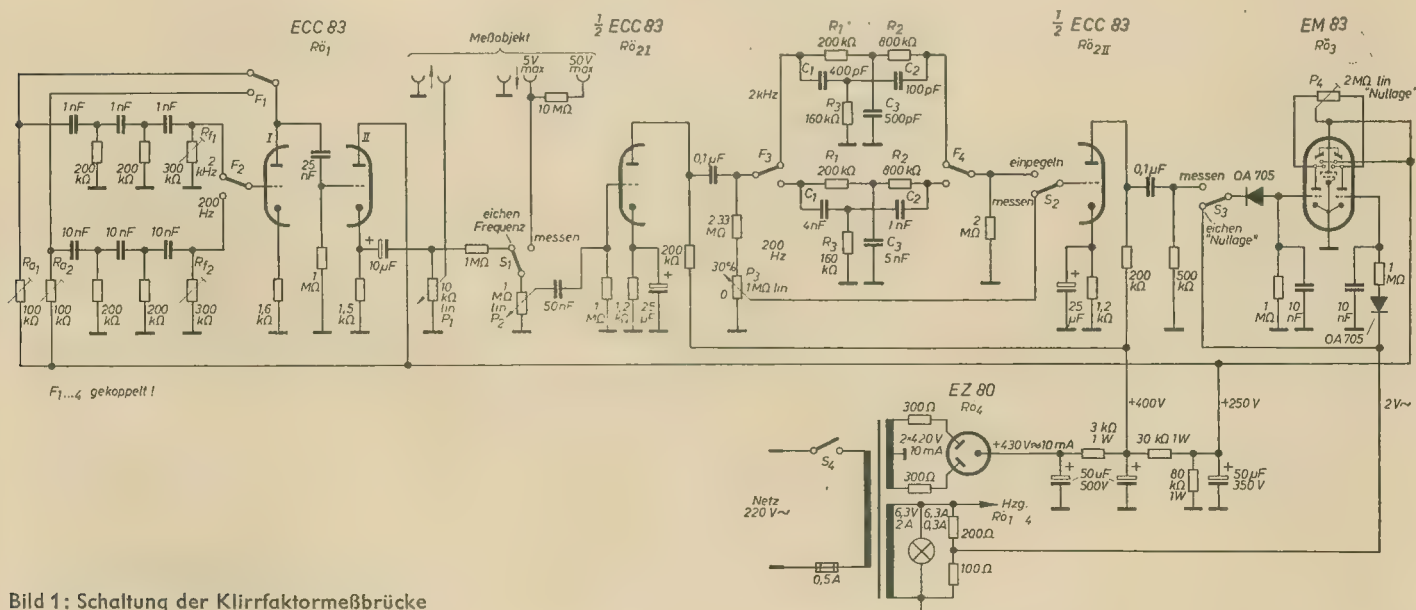 ECC 83
Rö1
Meßobjekt
1/2 ECC 83
Rö2I
1/2 ECC 83
Rö2II
EM 83
Rö3
R1
200 kΩ
R2
800 kΩ
C1
400 pF
C2
100 pF
R3
160 kΩ
C3
500 pF
2 kHz
P4
2 MΩ lin
"Nullage"
5V
max
50V
max
10 MΩ
F1
1 nF
1 nF
1 nF
Rf1
200 kΩ
200 kΩ
300 kΩ
2 kHz
F2
200 Hz
I
II
25 nF
10 nF
10 nF
10 nF
Rf2
Ra1
Ra2
100 kΩ
100 kΩ
200 kΩ
200 kΩ
300 kΩ
1,6 kΩ
1 MΩ
1,5 kΩ
+
10 µF
10 kΩ
lin
P1
eichen
Frequenz
1 MΩ
S1
messen
1 MΩ
lin
P2
50 nF
1 MΩ
1,2 kΩ
25 µF
+
200 kΩ
0,1 µF
2,33 MΩ
30%
P3
1 MΩ lin
0
F3
F4
R1
200 kΩ
R2
800 kΩ
C1
4 nF
C2
1 nF
R3
160 kΩ
C3
5 nF
200 Hz
2 MΩ
einpegeln
messen
S2
+
25 µF
1,2 kΩ
200 kΩ
0,1 µF
500 kΩ
messen
S3
eichen
"Nullage"
OA 705
1 MΩ
10 nF
10 nF
1 MΩ
OA 705
F1...4 gekoppelt!
EZ 80
Rö4
300 Ω
2×420V
10 mA
300 Ω
+430 V≈10 mA
3 kΩ
1 W
30 kΩ 1W
+400V
+250V
2V~
50 µF
500V
80 kΩ
1W
50 µF
350 V
S4
Netz
220 V~
0,5 A
6,3V
2 A
6,3A
0,3A
Hzg.
Rö1 4
200 Ω
100 Ω
Bild 1: Schaltung der Klirrfaktormeßbrücke